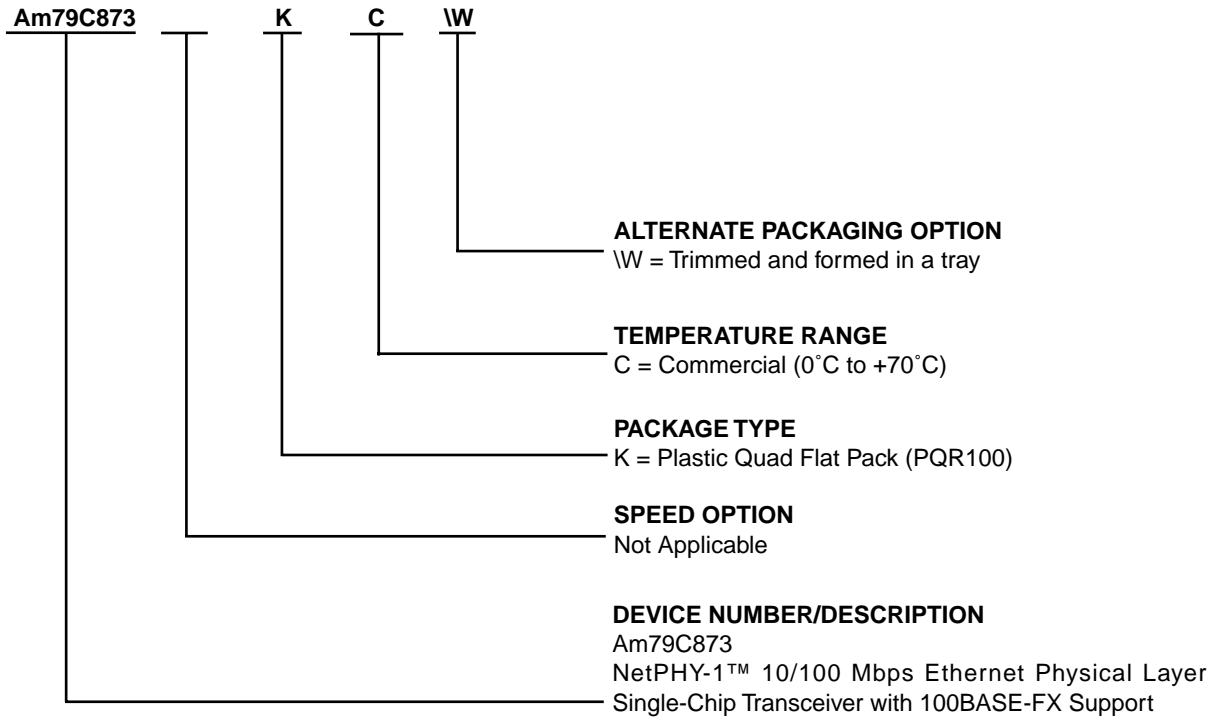 Am79C873 K C \W
ALTERNATE PACKAGING OPTION
\W = Trimmed and formed in a tray
TEMPERATURE RANGE
C = Commercial (0˚C to +70˚C)
PACKAGE TYPE
K = Plastic Quad Flat Pack (PQR100)
SPEED OPTION
Not Applicable
DEVICE NUMBER/DESCRIPTION
Am79C873
NetPHY-1™ 10/100 Mbps Ethernet Physical Layer
Single-Chip Transceiver with 100BASE-FX Support